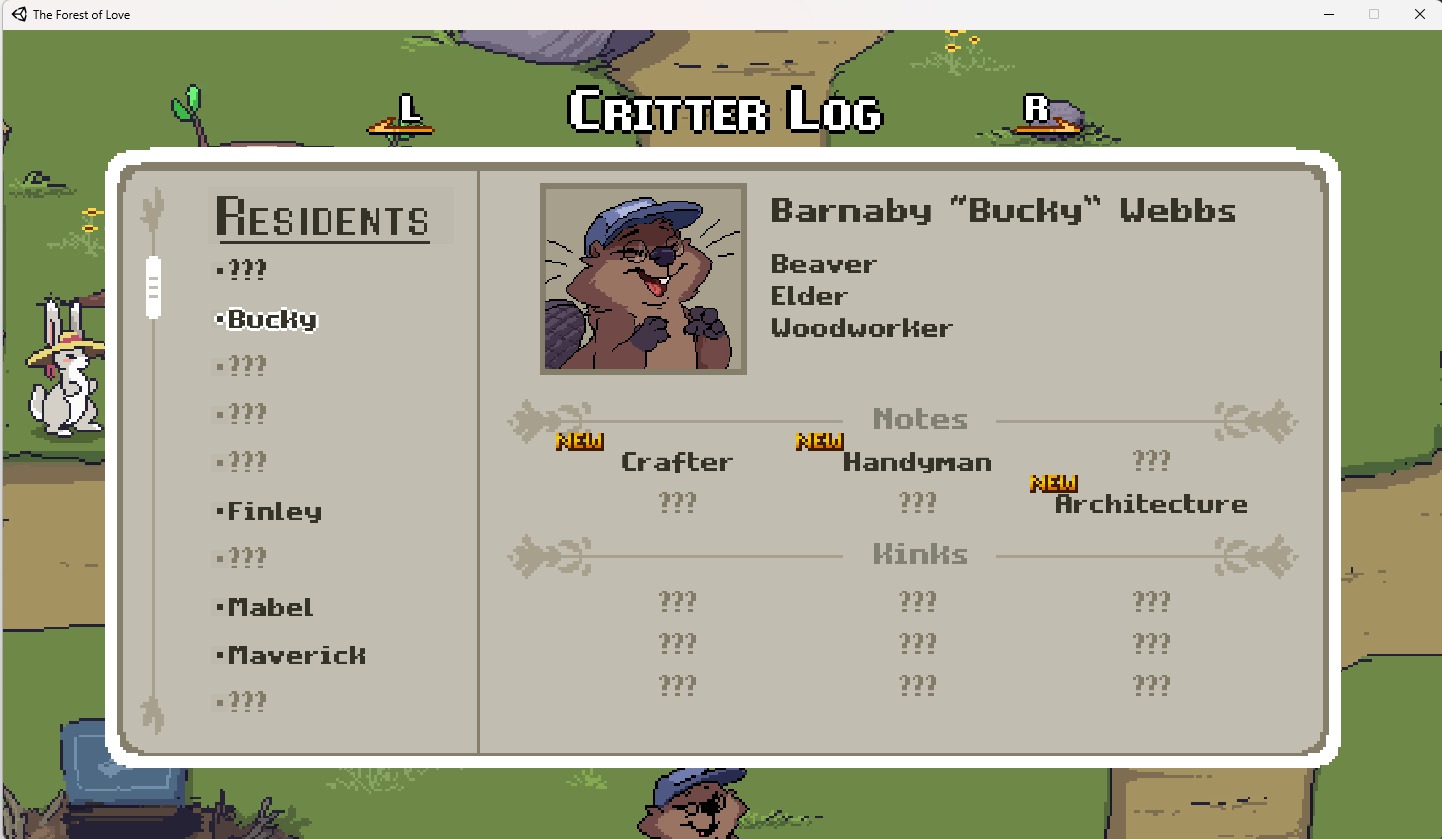 The Forest of Love
L
Critter Log
R
Residents
???
Bucky
???
???
???
Finley
???
Mabel
Maverick
???
Barnaby "Bucky" Webbs
Beaver
Elder
Woodworker
Notes
NEW Crafter NEW Handyman ???
??? ??? NEW Architecture
Kinks
??? ??? ???
??? ??? ???
??? ??? ???